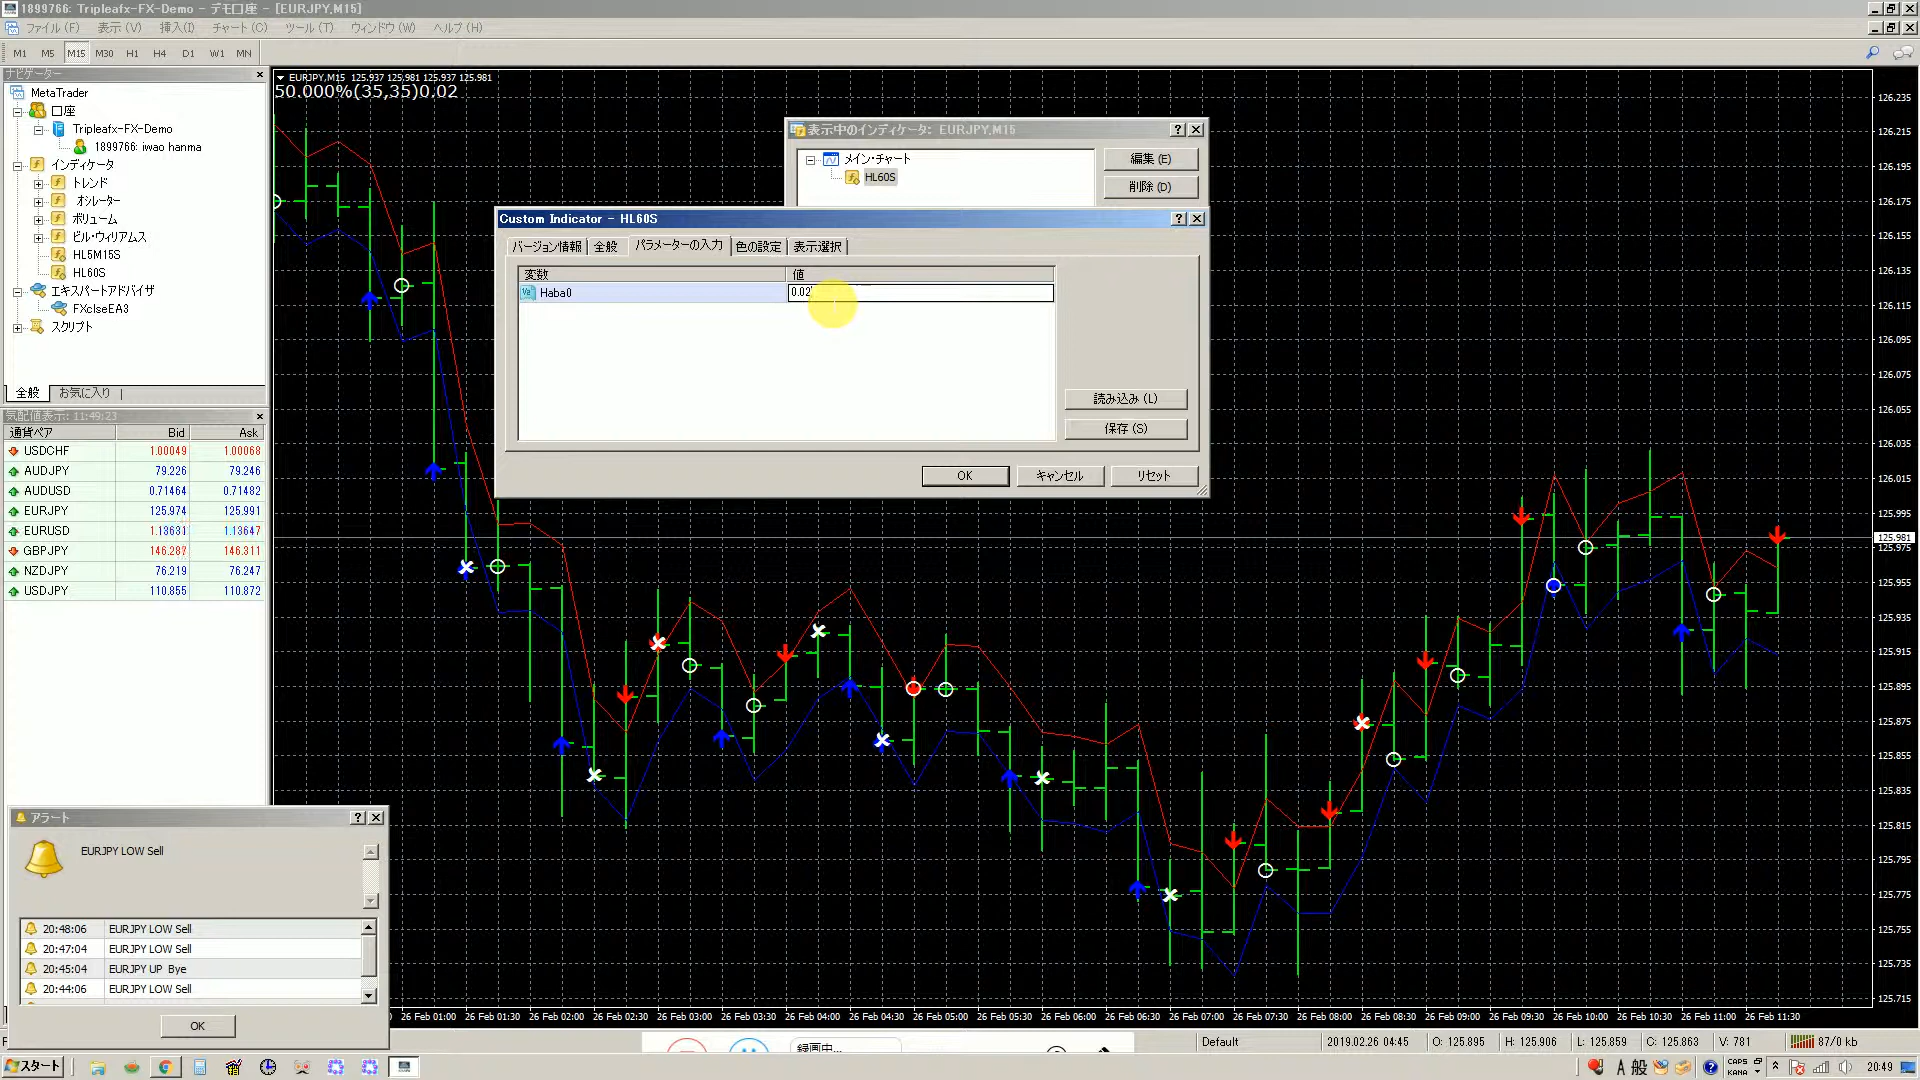 1899766: Tripleafx-FX-Demo - デモ口座 - [EURJPY,M15]
ファイル (F) 表示 (V) 挿入(I) チャート (C) ツール (T) ウィンドウ (W) ヘルプ (H)
M1 M5 M15 M30 H1 H4 D1 W1 MN
ナビゲーター
MetaTrader
口座
Tripleafx-FX-Demo
1899766: iwao hanma
インディケータ
トレンド
オシレーター
ボリューム
ビル・ウィリアムス
HL5M15S
HL60S
エキスパートアドバイザ
FXclseEA3
スクリプト
全般 お気に入り
気配値表示: 11:49:23
通貨ペア Bid Ask
USDCHF 1.00049 1.00068
AUDJPY 79.226 79.246
AUDUSD 0.71464 0.71482
EURJPY 125.974 125.991
EURUSD 1.13631 1.13647
GBPJPY 146.287 146.311
NZDJPY 76.219 76.247
USDJPY 110.855 110.872
EURJPY,M15 125.937 125.981 125.937 125.981
50.000%(35,35)0.02
表示中のインディケータ: EURJPY,M15
メイン・チャート
HL60S
編集 (E)
削除 (D)
Custom Indicator - HL60S
バージョン情報 全般 パラメーターの入力 色の設定 表示選択
変数 値
Haba0 0.02
読み込み (L)
保存 (S)
OK キャンセル リセット
126.235
126.215
126.195
126.175
126.155
126.135
126.115
126.095
126.075
126.055
126.035
126.015
125.995
125.981
125.975
125.955
125.935
125.915
125.895
125.875
125.855
125.835
125.815
125.795
125.775
125.755
125.735
125.715
アラート
EURJPY LOW Sell
20:48:06 EURJPY LOW Sell
20:47:04 EURJPY LOW Sell
20:45:04 EURJPY UP Bye
20:44:06 EURJPY LOW Sell
OK
26 Feb 01:00 26 Feb 01:30 26 Feb 02:00 26 Feb 02:30 26 Feb 03:00 26 Feb 03:30 26 Feb 04:00 26 Feb 04:30 26 Feb 05:00 26 Feb 05:30 26 Feb 06:00 26 Feb 06:30 26 Feb 07:00 26 Feb 07:30 26 Feb 08:00 26 Feb 08:30 26 Feb 09:00 26 Feb 09:30 26 Feb 10:00 26 Feb 10:30 26 Feb 11:00 26 Feb 11:30
録画中...
Default 2019.02.26 04:45 O: 125.895 H: 125.906 L: 125.859 C: 125.863 V: 781 87/0 kb
スタート
A 般 CAPS KANA 20:49